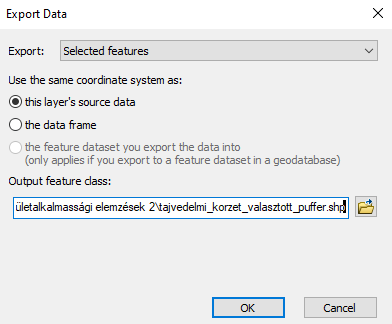 Export Data
Export: Selected features
Use the same coordinate system as:
this layer's source data
the data frame
the feature dataset you export the data into
(only applies if you export to a feature dataset in a geodatabase)
Output feature class:
ületalkalmassági elemzések 2\tajvedelmi_korzet_valasztott_puffer.shp
OK Cancel